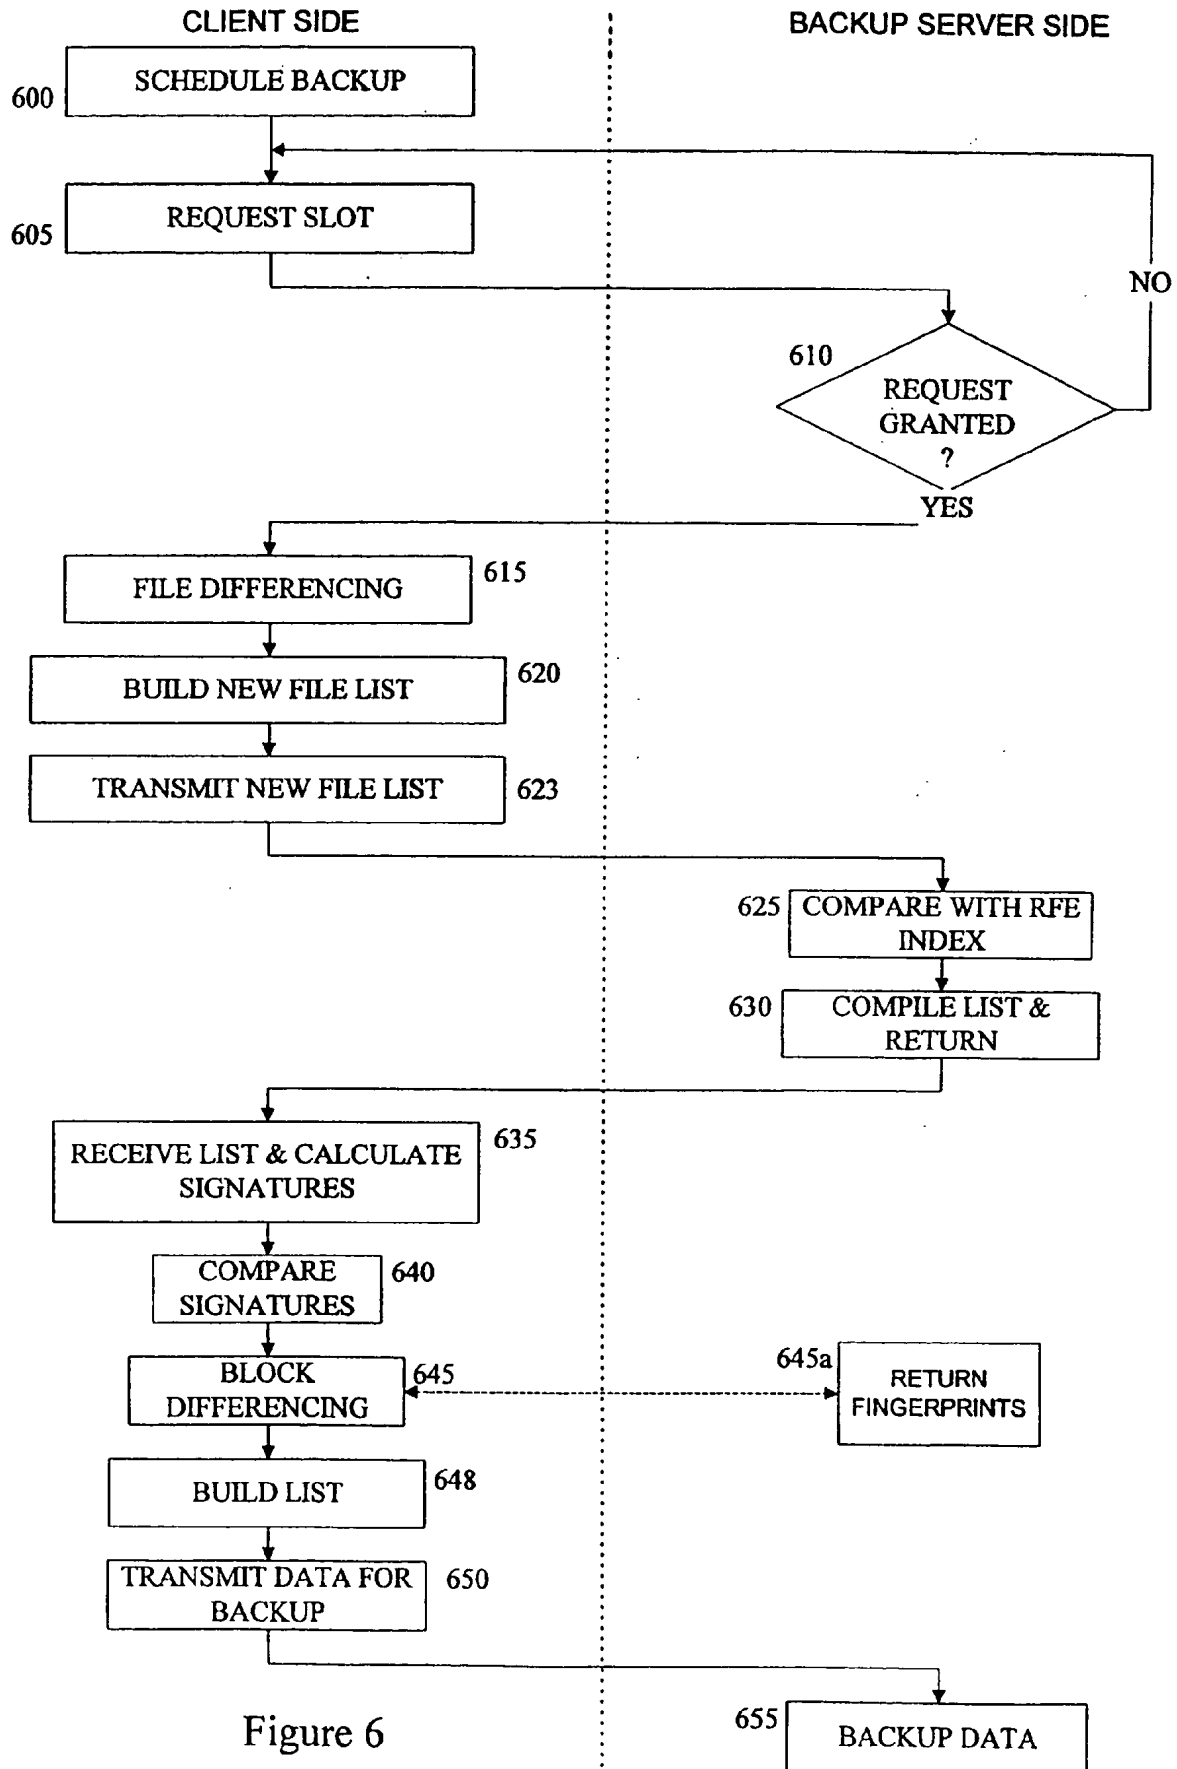 CLIENT SIDE
BACKUP SERVER SIDE
600
SCHEDULE BACKUP
605
REQUEST SLOT
NO
610
REQUEST
GRANTED
?
YES
FILE DIFFERENCING
615
BUILD NEW FILE LIST
620
TRANSMIT NEW FILE LIST
623
625
COMPARE WITH RFE
INDEX
630
COMPILE LIST &
RETURN
RECEIVE LIST & CALCULATE
SIGNATURES
635
COMPARE
SIGNATURES
640
BLOCK
DIFFERENCING
645
645a
RETURN
FINGERPRINTS
BUILD LIST
648
TRANSMIT DATA FOR
BACKUP
650
655
BACKUP DATA
Figure 6